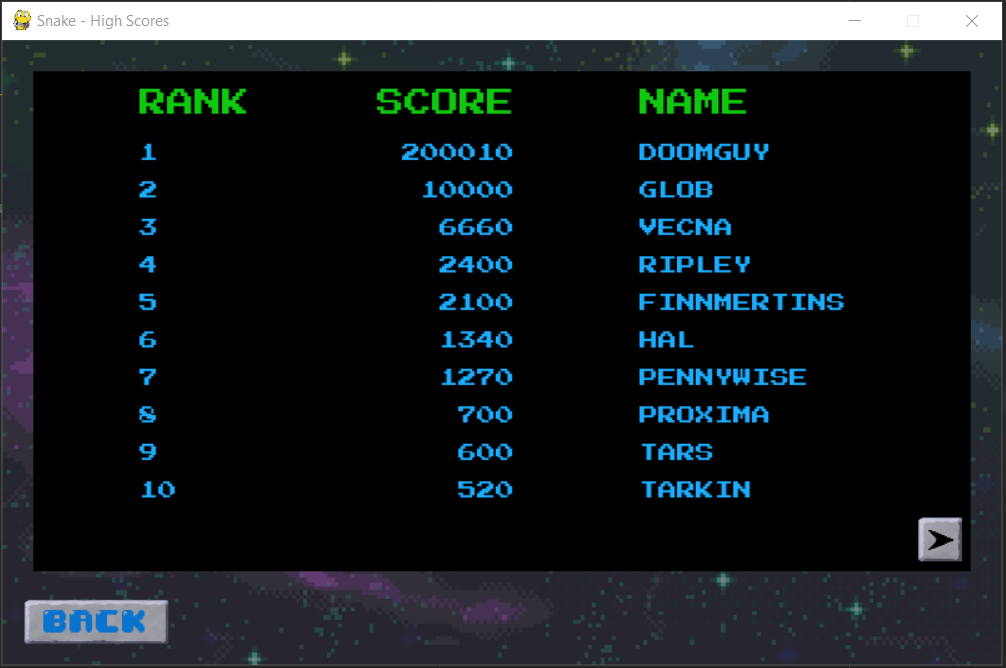 Snake - High Scores
RANK SCORE NAME
1 200010 DOOMGUY
2 10000 GLOB
3 6660 VECNA
4 2400 RIPLEY
5 2100 FINNMERTINS
6 1340 HAL
7 1270 PENNYWISE
8 700 PROXIMA
9 600 TARS
10 520 TARKIN
BACK